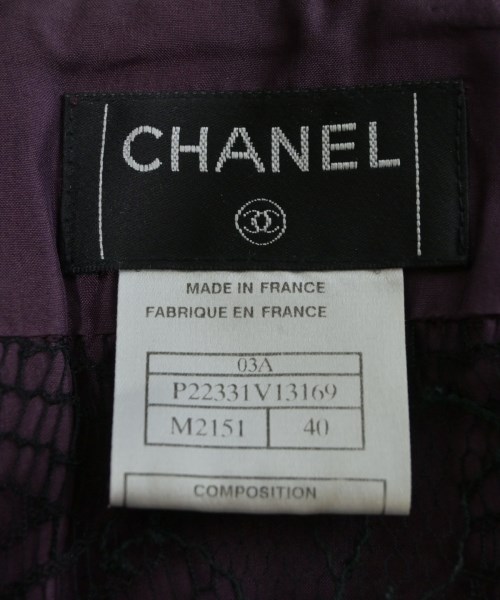 CHANEL
MADE IN FRANCE
FABRIQUE EN FRANCE
03A
P22331V13169
M2151 40
COMPOSITION